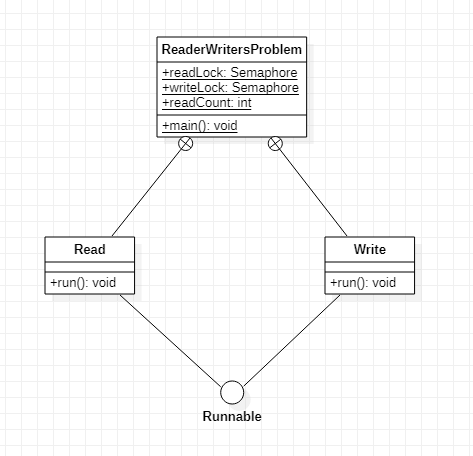 ReaderWritersProblem
+readLock: Semaphore
+writeLock: Semaphore
+readCount: int
+main(): void
Read
+run(): void
Write
+run(): void
Runnable